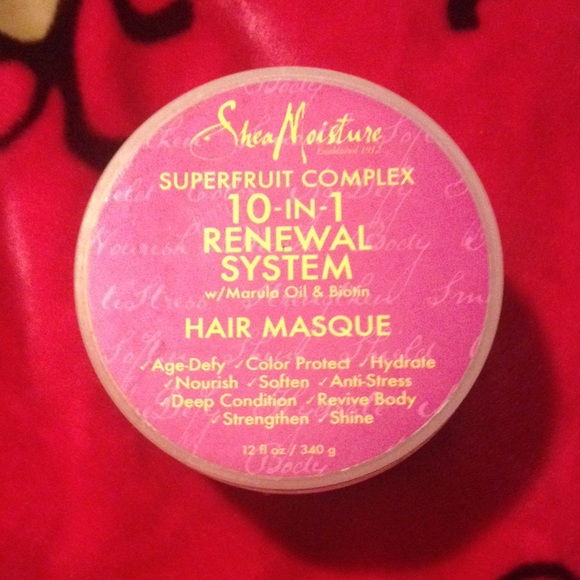 SheaMoisture
Established 1912
SUPERFRUIT COMPLEX
10-IN-1
RENEWAL
SYSTEM
w/Marula Oil & Biotin
HAIR MASQUE
✓Age-Defy ✓Color Protect ✓Hydrate
✓Nourish ✓Soften ✓Anti-Stress
✓Deep Condition ✓Revive Body
✓Strengthen ✓Shine
12 fl oz / 340 g
Body